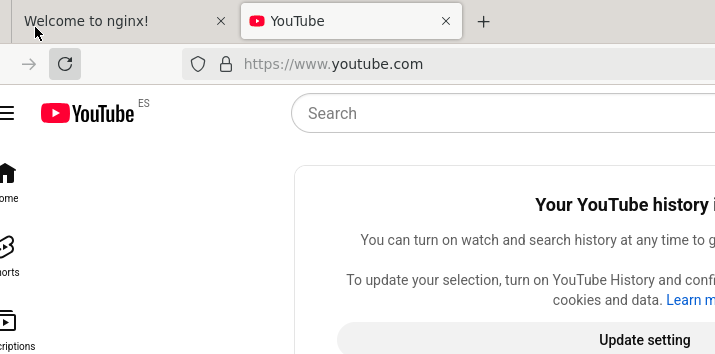 Welcome to nginx!
YouTube
https://www.youtube.com
YouTube ES
Search
ome
Your YouTube history i
You can turn on watch and search history at any time to g
horts
To update your selection, turn on YouTube History and confi
cookies and data. Learn m
criptions
Update setting